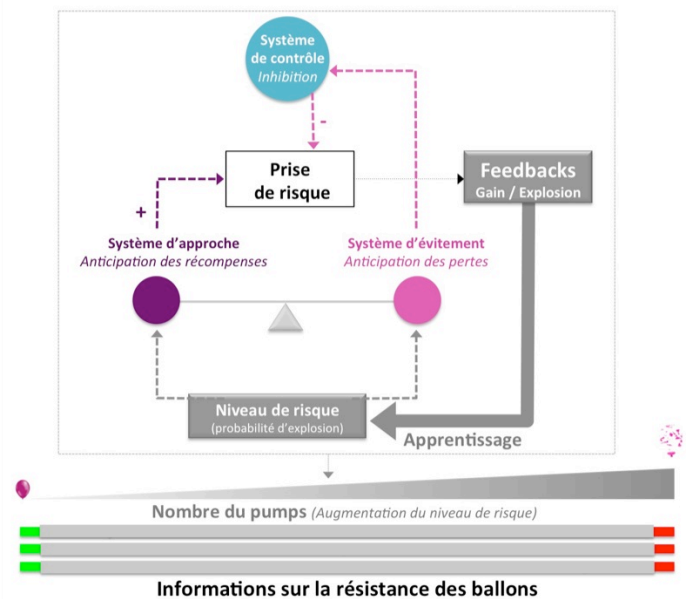 Système
de contrôle
Inhibition
-
Prise
de risque
Feedbacks
Gain / Explosion
+
Système d'approche
Anticipation des récompenses
Système d'évitement
Anticipation des pertes
Niveau de risque
(probabilité d'explosion)
Apprentissage
Nombre du pumps (Augmentation du niveau de risque)
Informations sur la résistance des ballons